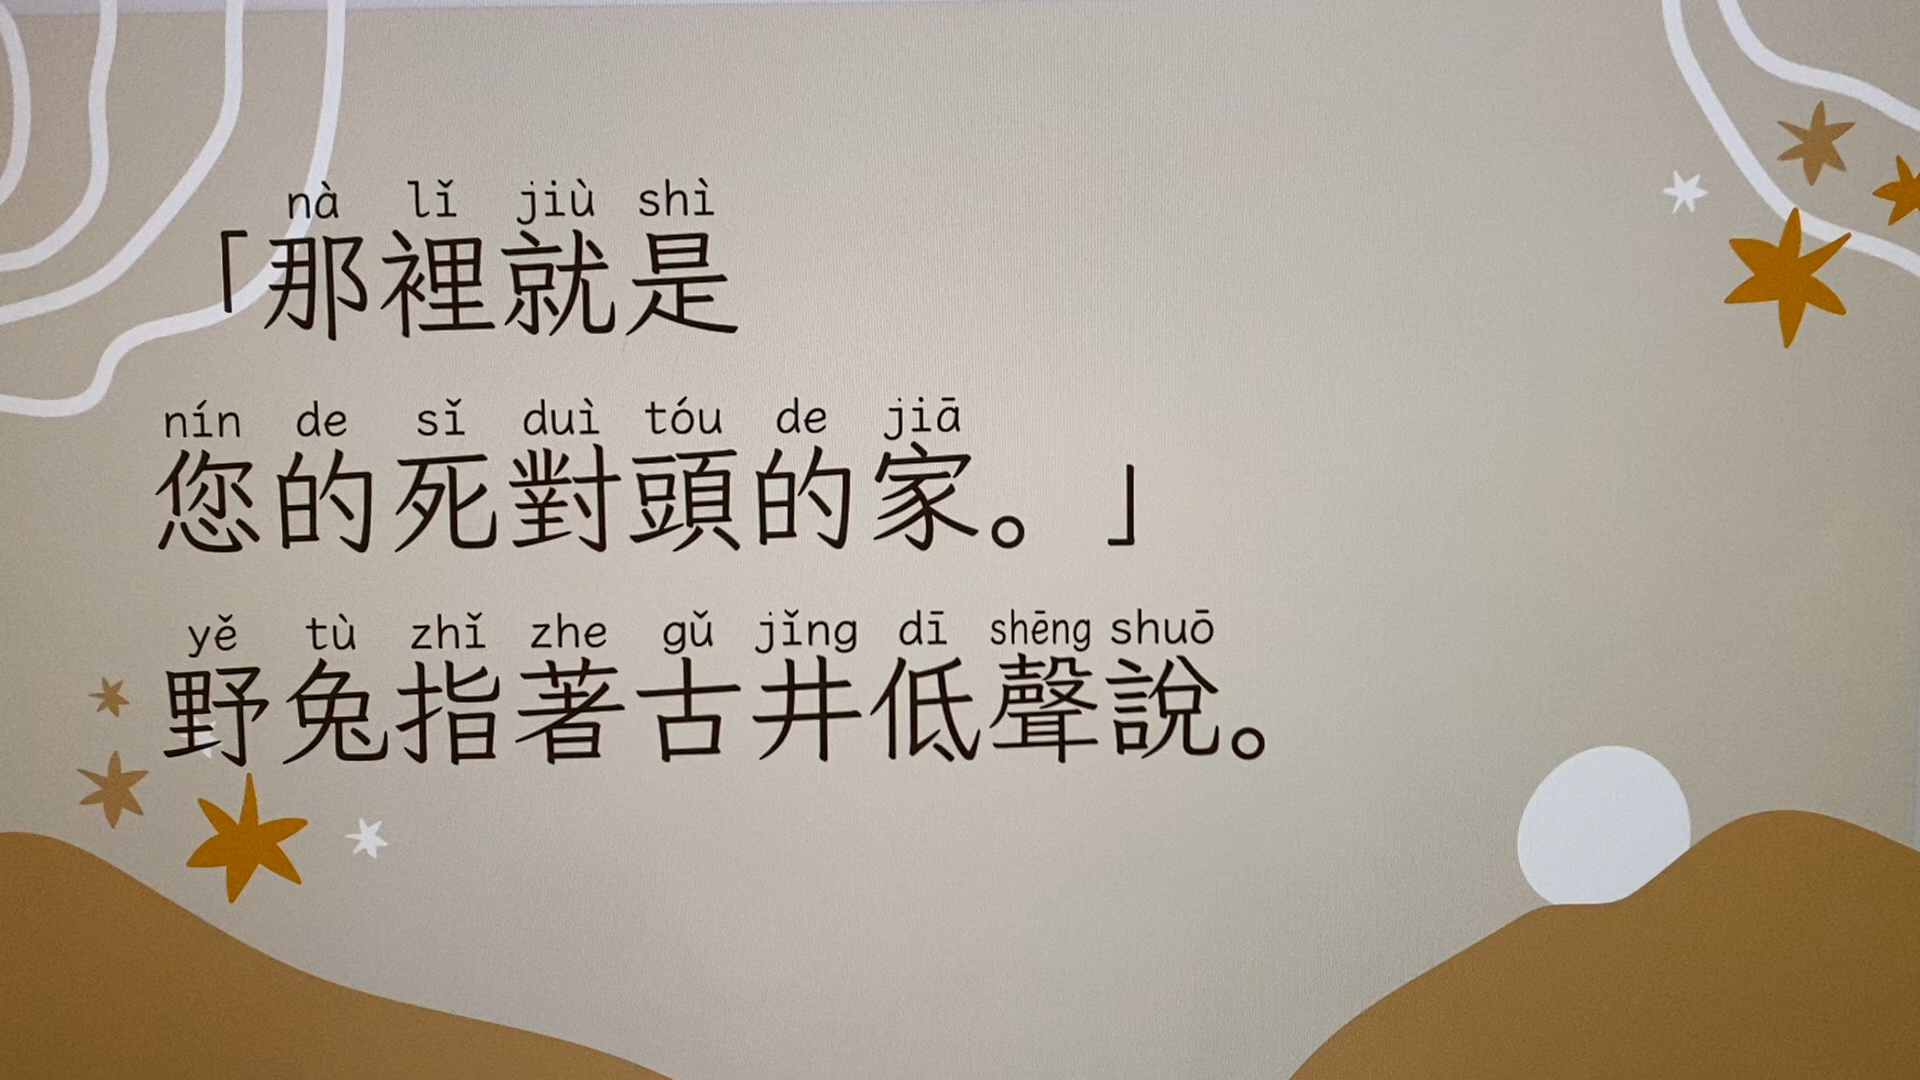 nà lǐ jiù shì
「那裡就是
nín de sǐ duì tóu de jiā
您的死對頭的家。」
yě tù zhǐ zhe gǔ jǐng dī shēng shuō
野兔指著古井低聲說。